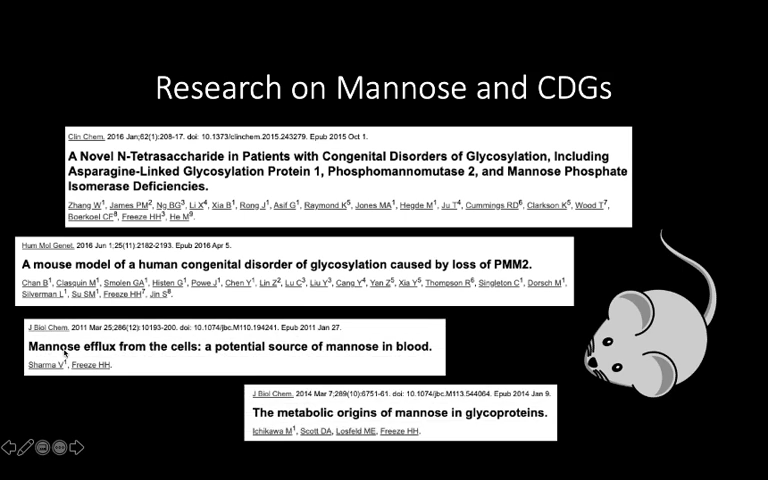 Research on Mannose and CDGs
Clin Chem. 2016 Jan;62(1):208-17. doi: 10.1373/clinchem.2015.243279. Epub 2015 Oct 1.
A Novel N-Tetrasaccharide in Patients with Congenital Disorders of Glycosylation, Including
Asparagine-Linked Glycosylation Protein 1, Phosphomannomutase 2, and Mannose Phosphate
Isomerase Deficiencies.
Zhang W1, James PM2, Ng BG3, Li X4, Xia B1, Rong J1, Asif G1, Raymond K5, Jones MA1, Hegde M1, Ju T4, Cummings RD6, Clarkson K5, Wood T7,
Boerkoel CF8, Freeze HH3, He M9.
Hum Mol Genet. 2016 Jun 1;25(11):2182-2193. Epub 2016 Apr 5.
A mouse model of a human congenital disorder of glycosylation caused by loss of PMM2.
Chan B1, Clasquin M1, Smolen GA1, Histen G1, Powe J1, Chen Y1, Lin Z2, Lu C3, Liu Y3, Cang Y4, Yan Z5, Xia Y5, Thompson R6, Singleton C1, Dorsch M1,
Silverman L1, Su SM1, Freeze HH7, Jin S8.
J Biol Chem. 2011 Mar 25;286(12):10193-200. doi: 10.1074/jbc.M110.194241. Epub 2011 Jan 27.
Mannose efflux from the cells: a potential source of mannose in blood.
Sharma V1, Freeze HH.
J Biol Chem. 2014 Mar 7;289(10):6751-61. doi: 10.1074/jbc.M113.544064. Epub 2014 Jan 9.
The metabolic origins of mannose in glycoproteins.
Ichikawa M1, Scott DA, Losfeld ME, Freeze HH.